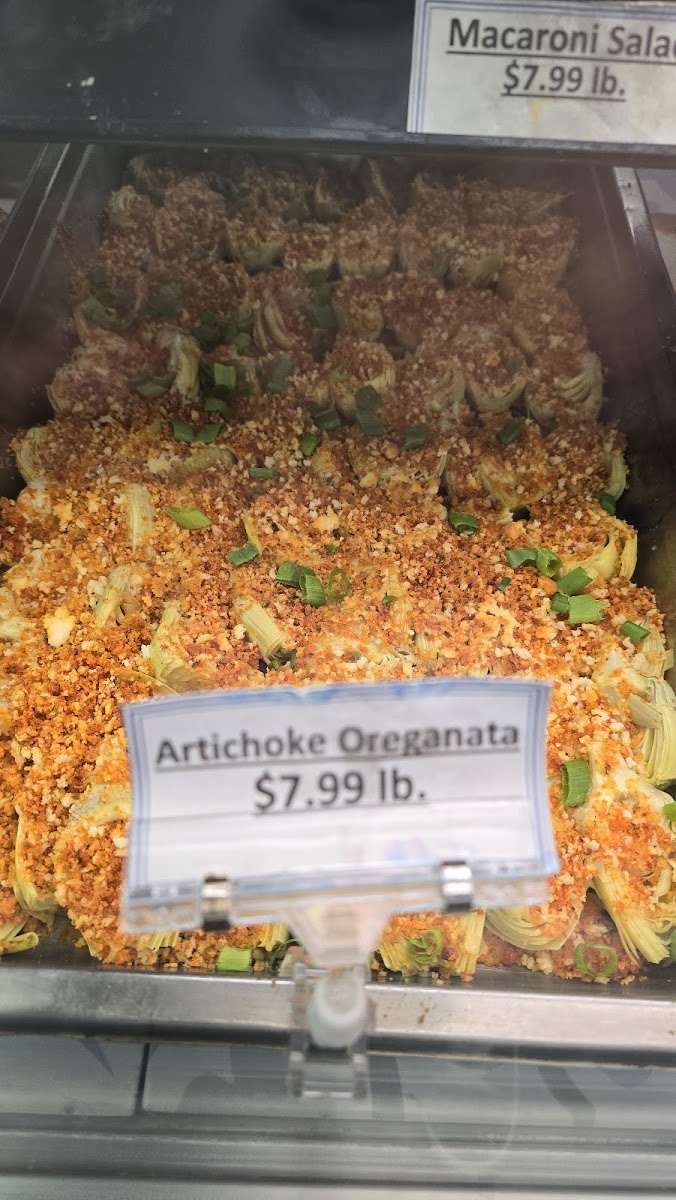 Macaroni Sala
$7.99 lb.
Artichoke Oreganata
$7.99 lb.